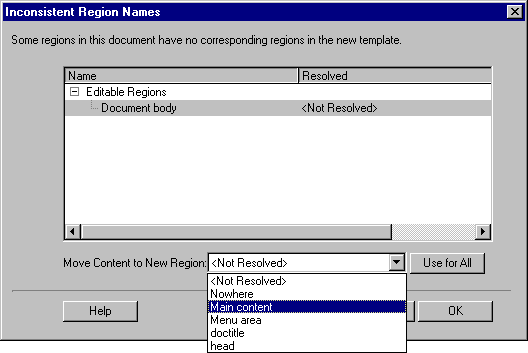 Inconsistent Region Names
Some regions in this document have no corresponding regions in the new template.
Name Resolved
Editable Regions
Document body <Not Resolved>
Move Content to New Region: <Not Resolved> Use for All
<Not Resolved>
Nowhere
Main content
Menu area
doctitle
head
Help OK